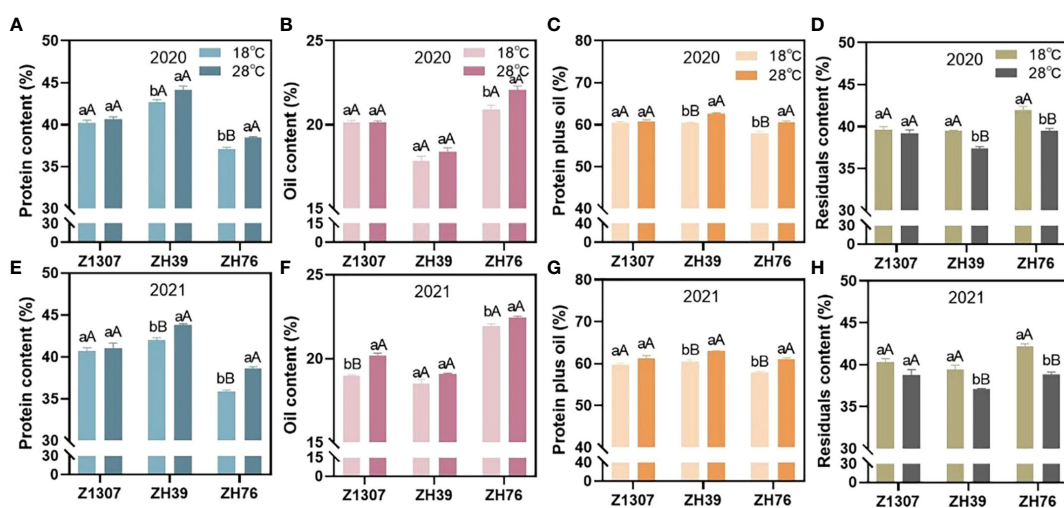 A
Protein content (%)
50
45
40
35
30
30
0
2020
18°C
28°C
aA aA
bA aA
bB aA
Z1307 ZH39 ZH76
B
Oil content (%)
25
20
15
15
0
2020
18°C
28°C
aA aA
aA aA
bA aA
Z1307 ZH39 ZH76
C
Protein plus oil (%)
80
70
60
50
40
40
0
2020
18°C
28°C
aA aA
bB aA
bB aA
Z1307 ZH39 ZH76
D
Residuals content (%)
50
45
40
35
30
30
0
2020
18°C
28°C
aA aA
aA bB
aA bB
Z1307 ZH39 ZH76
E
Protein content (%)
50
45
40
35
30
30
0
2021
aA aA
bB aA
bB aA
Z1307 ZH39 ZH76
F
Oil content (%)
25
20
15
15
0
2021
bB aA
aA aA
bA aA
Z1307 ZH39 ZH76
G
Protein plus oil (%)
80
70
60
50
40
40
0
2021
aA aA
bB aA
bB aA
Z1307 ZH39 ZH76
H
Residuals content (%)
50
45
40
35
30
30
0
2021
aA aA
aA bB
aA bB
Z1307 ZH39 ZH76